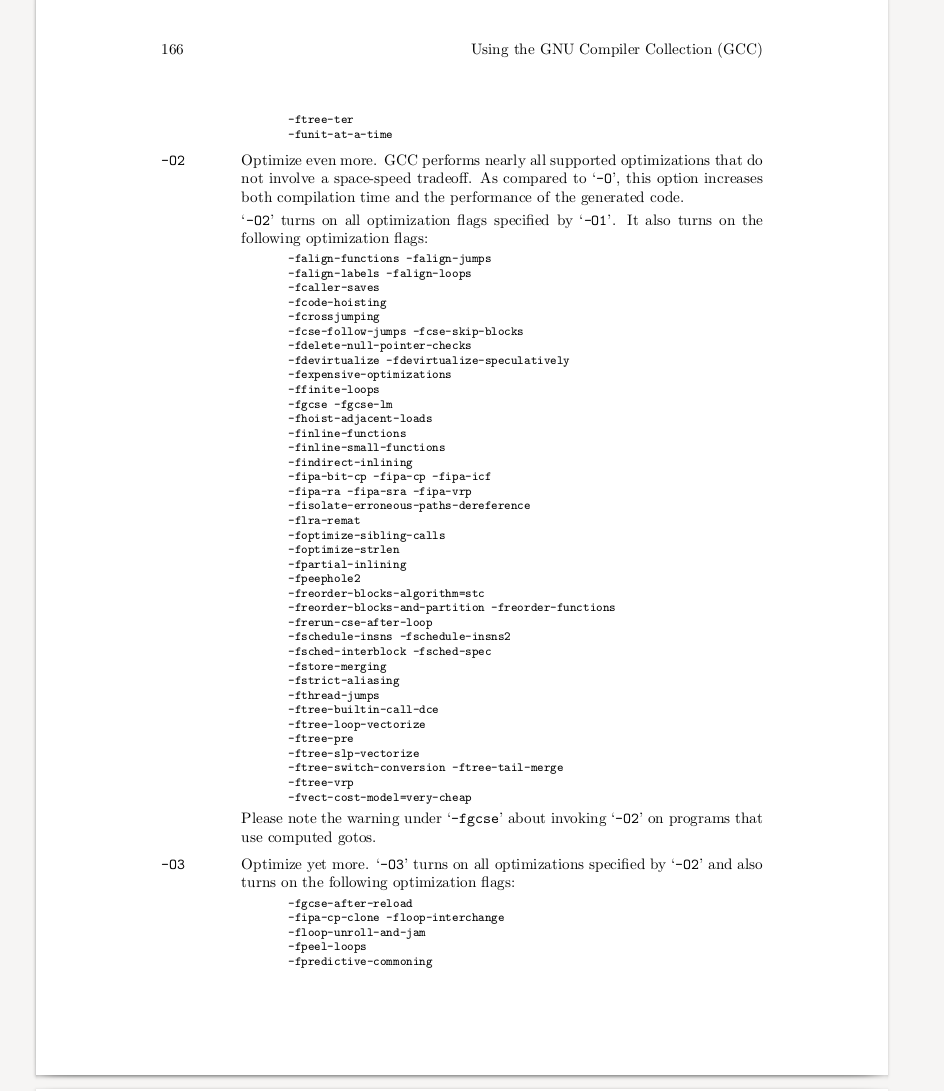 166
Using the GNU Compiler Collection (GCC)
-ftree-ter
-funit-at-a-time
-O2
Optimize even more. GCC performs nearly all supported optimizations that do
not involve a space-speed tradeoff. As compared to ‘-O’, this option increases
both compilation time and the performance of the generated code.
‘-O2’ turns on all optimization flags specified by ‘-O1’. It also turns on the
following optimization flags:
-falign-functions -falign-jumps
-falign-labels -falign-loops
-fcaller-saves
-fcode-hoisting
-fcrossjumping
-fcse-follow-jumps -fcse-skip-blocks
-fdelete-null-pointer-checks
-fdevirtualize -fdevirtualize-speculatively
-fexpensive-optimizations
-ffinite-loops
-fgcse -fgcse-lm
-fhoist-adjacent-loads
-finline-functions
-finline-small-functions
-findirect-inlining
-fipa-bit-cp -fipa-cp -fipa-icf
-fipa-ra -fipa-sra -fipa-vrp
-fisolate-erroneous-paths-dereference
-flra-remat
-foptimize-sibling-calls
-foptimize-strlen
-fpartial-inlining
-fpeephole2
-freorder-blocks-algorithm=stc
-freorder-blocks-and-partition -freorder-functions
-frerun-cse-after-loop
-fschedule-insns -fschedule-insns2
-fsched-interblock -fsched-spec
-fstore-merging
-fstrict-aliasing
-fthread-jumps
-ftree-builtin-call-dce
-ftree-loop-vectorize
-ftree-pre
-ftree-slp-vectorize
-ftree-switch-conversion -ftree-tail-merge
-ftree-vrp
-fvect-cost-model=very-cheap
Please note the warning under ‘-fgcse’ about invoking ‘-O2’ on programs that
use computed gotos.
-O3
Optimize yet more. ‘-O3’ turns on all optimizations specified by ‘-O2’ and also
turns on the following optimization flags:
-fgcse-after-reload
-fipa-cp-clone -floop-interchange
-floop-unroll-and-jam
-fpeel-loops
-fpredictive-commoning